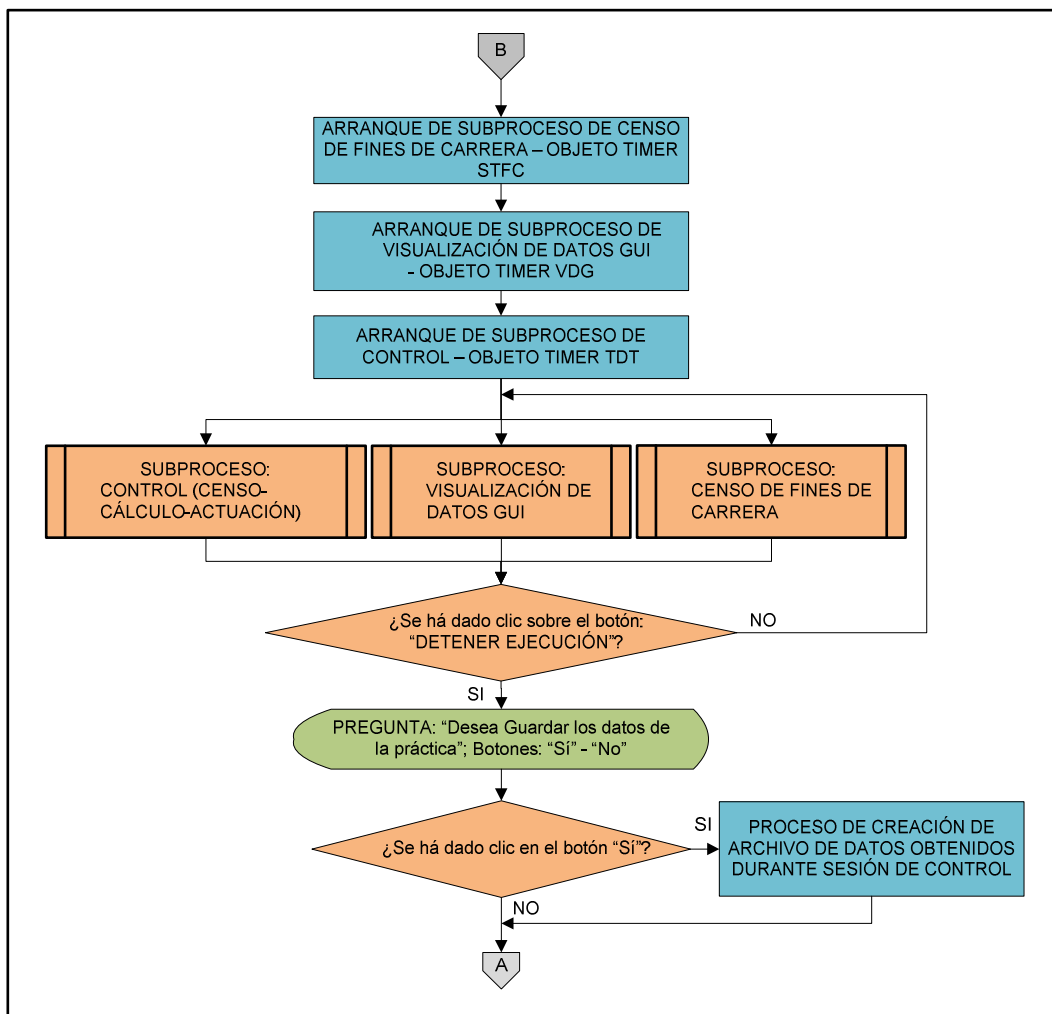 B
ARRANQUE DE SUBPROCESO DE CENSO
DE FINES DE CARRERA – OBJETO TIMER
STFC
ARRANQUE DE SUBPROCESO DE
VISUALIZACIÓN DE DATOS GUI
- OBJETO TIMER VDG
ARRANQUE DE SUBPROCESO DE
CONTROL – OBJETO TIMER TDT
SUBPROCESO:
CONTROL (CENSO-
CÁLCULO-ACTUACIÓN)
SUBPROCESO:
VISUALIZACIÓN DE
DATOS GUI
SUBPROCESO:
CENSO DE FINES DE
CARRERA
¿Se há dado clic sobre el botón:
“DETENER EJECUCIÓN”?
NO
SI
PREGUNTA: “Desea Guardar los datos de
la práctica”; Botones: “Sí” - “No”
¿Se há dado clic en el botón “Sí”?
SI
PROCESO DE CREACIÓN DE
ARCHIVO DE DATOS OBTENIDOS
DURANTE SESIÓN DE CONTROL
NO
A